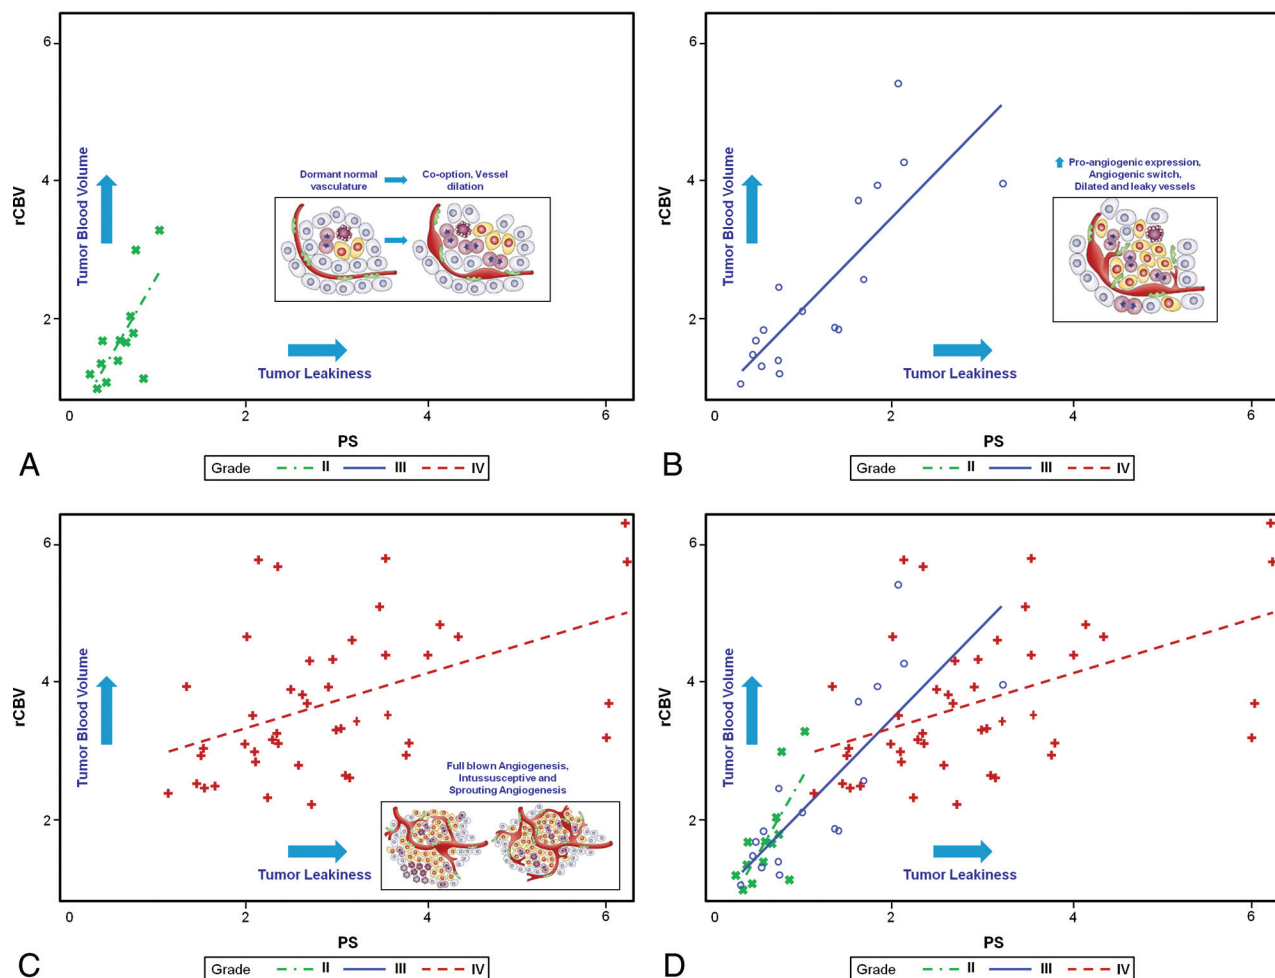 6
4
2
rCBV
Tumor Blood Volume
Dormant normal
vasculature
Co-option, Vessel
dilation
Tumor Leakiness
0 2 4 6
PS
A
Grade II III IV
6
4
2
rCBV
Tumor Blood Volume
Pro-angiogenic expression,
Angiogenic switch,
Dilated and leaky vessels
Tumor Leakiness
0 2 4 6
PS
B
Grade II III IV
6
4
2
rCBV
Tumor Blood Volume
Full blown Angiogenesis,
Intussusceptive and
Sprouting Angiogenesis
Tumor Leakiness
0 2 4 6
PS
C
Grade II III IV
6
4
2
rCBV
Tumor Blood Volume
Tumor Leakiness
0 2 4 6
PS
D
Grade II III IV